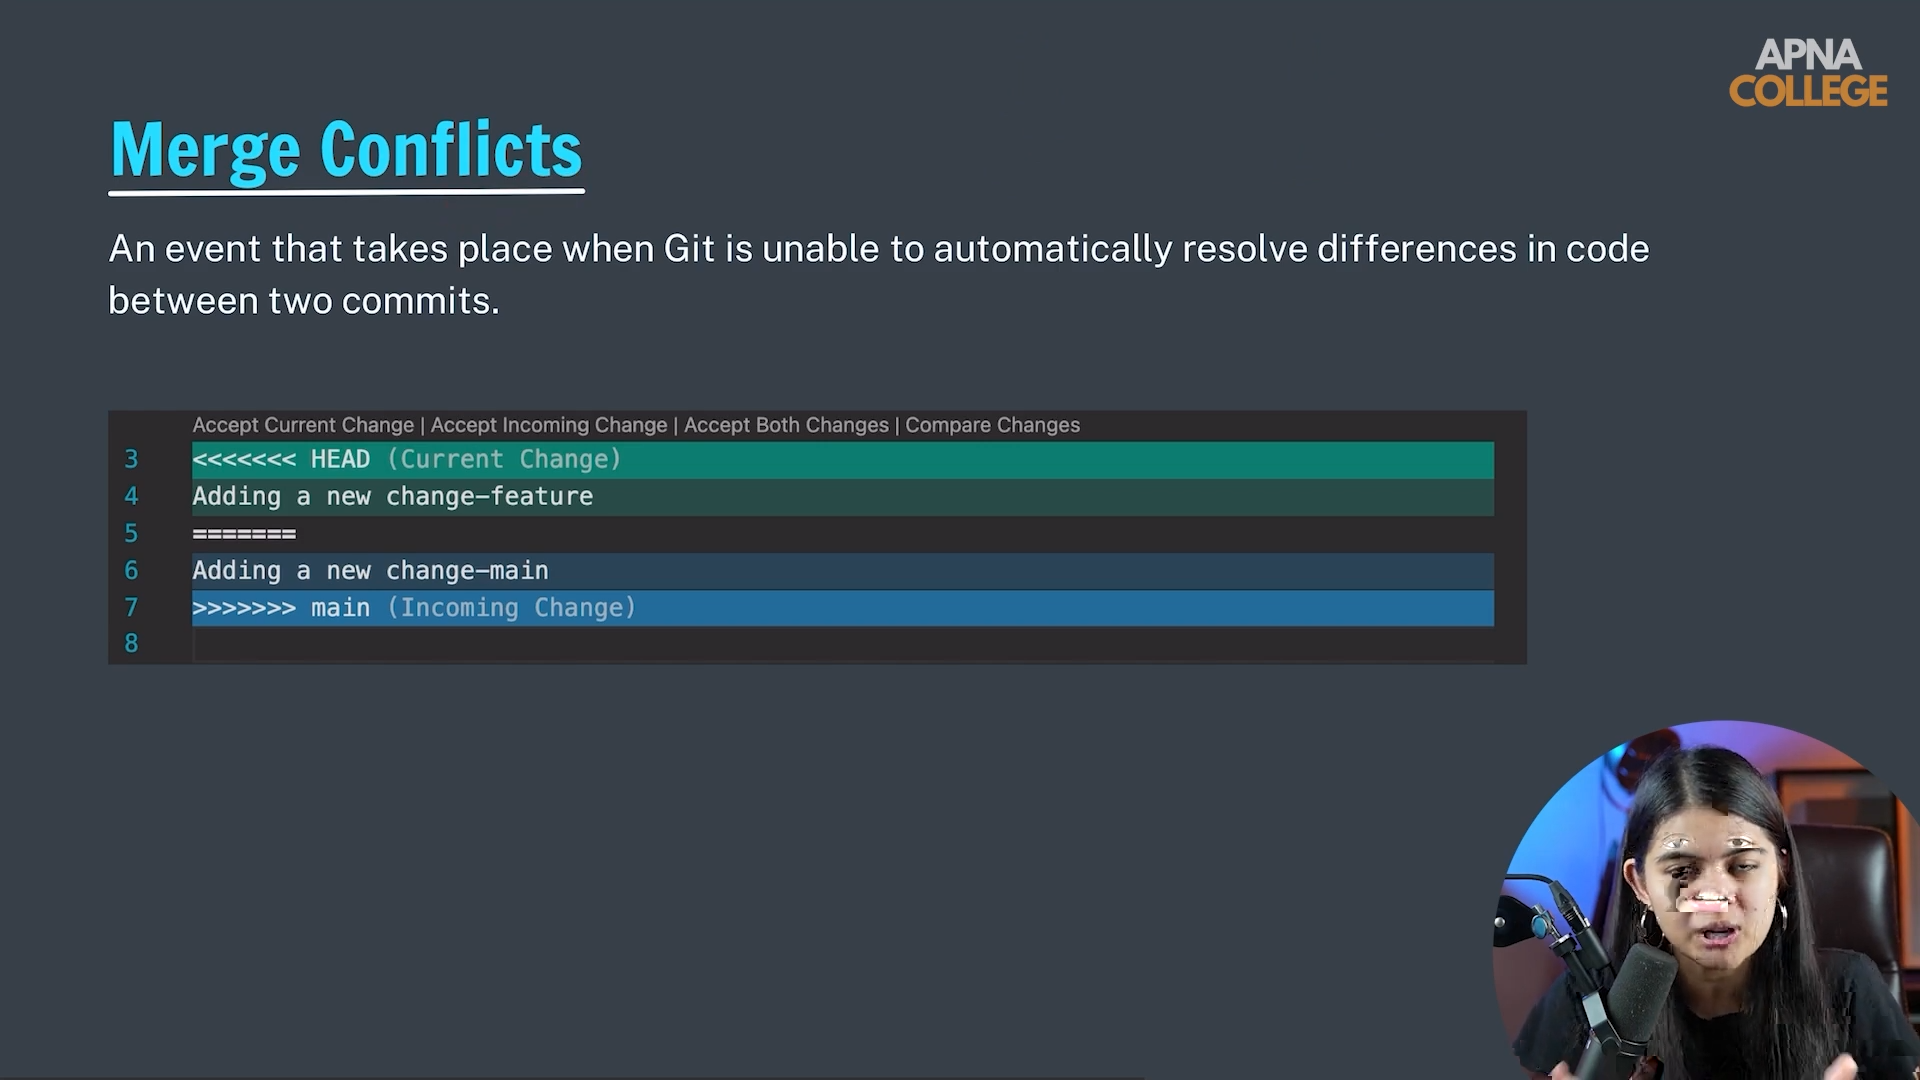 APNA
COLLEGE
Merge Conflicts
An event that takes place when Git is unable to automatically resolve differences in code
between two commits.
Accept Current Change | Accept Incoming Change | Accept Both Changes | Compare Changes
3 <<<<<<< HEAD (Current Change)
4 Adding a new change-feature
5 =======
6 Adding a new change-main
7 >>>>>>> main (Incoming Change)
8